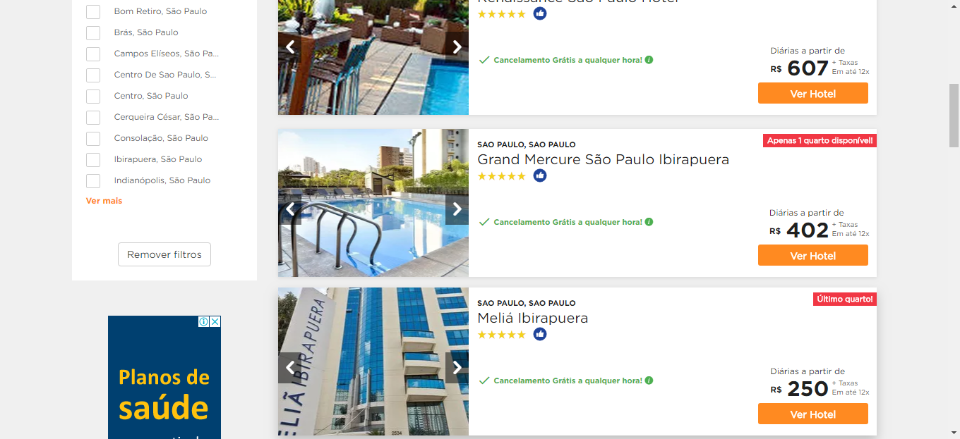 Bom Retiro, São Paulo
Brás, São Paulo
Campos Elíseos, São Pa...
Centro De Sao Paulo, S...
Centro, São Paulo
Cerqueira César, São Pa...
Consolação, São Paulo
Ibirapuera, São Paulo
Indianópolis, São Paulo
Ver mais
Remover filtros
Planos de
saúde
Renaissance São Paulo Hotel
Cancelamento Grátis a qualquer hora!
Diárias a partir de
R$ 607 + Taxas
Em até 12x
Ver Hotel
SAO PAULO, SAO PAULO
Apenas 1 quarto disponível!
Grand Mercure São Paulo Ibirapuera
Cancelamento Grátis a qualquer hora!
Diárias a partir de
R$ 402 + Taxas
Em até 12x
Ver Hotel
MELIÁ IBIRAPUERA
SAO PAULO, SAO PAULO
Último quarto!
Meliá Ibirapuera
Cancelamento Grátis a qualquer hora!
Diárias a partir de
R$ 250 + Taxas
Em até 12x
Ver Hotel